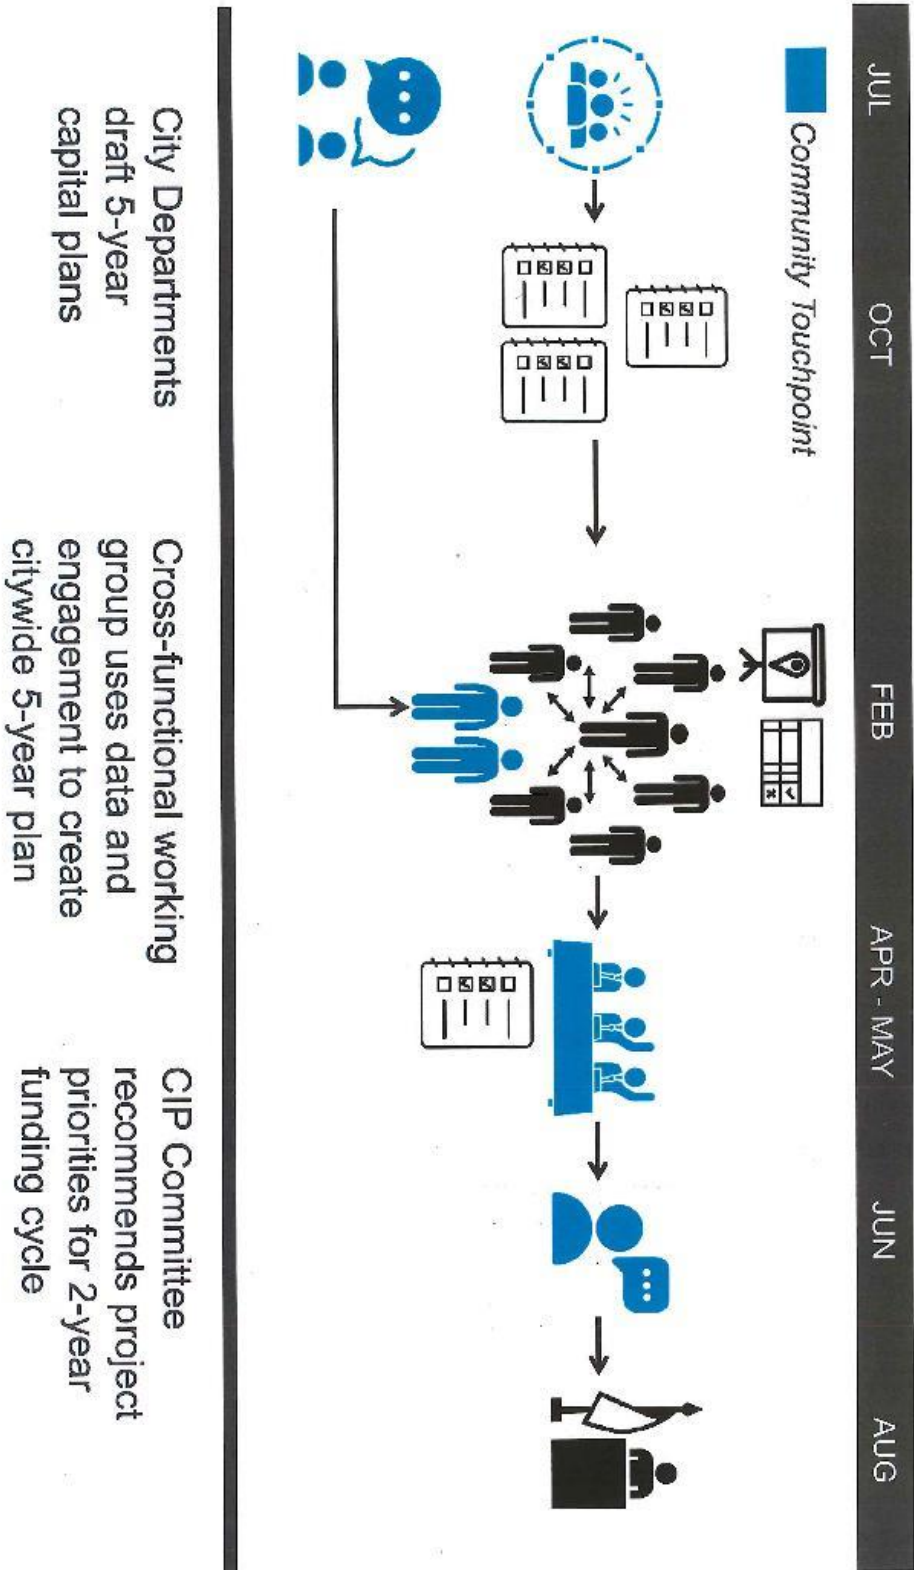 JUL
OCT
FEB
APR - MAY
JUN
AUG
Community Touchpoint
City Departments
draft 5-year
capital plans
Cross-functional working
group uses data and
engagement to create
citywide 5-year plan
CIP Committee
recommends project
priorities for 2-year
funding cycle